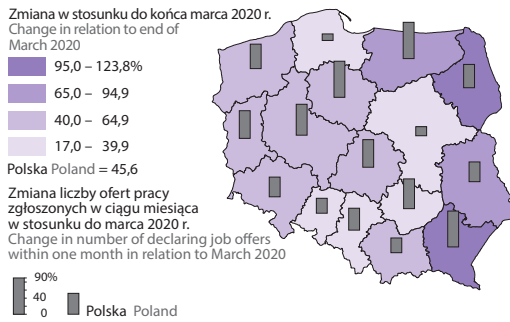 Zmiana w stosunku do końca marca 2020 r.
Change in relation to end of
March 2020
95,0 – 123,8%
65,0 – 94,9
40,0 – 64,9
17,0 – 39,9
Polska Poland = 45,6
Zmiana liczby ofert pracy
zgłoszonych w ciągu miesiąca
w stosunku do marca 2020 r.
Change in number of declaring job offers
within one month in relation to March 2020
90%
40
0
Polska Poland